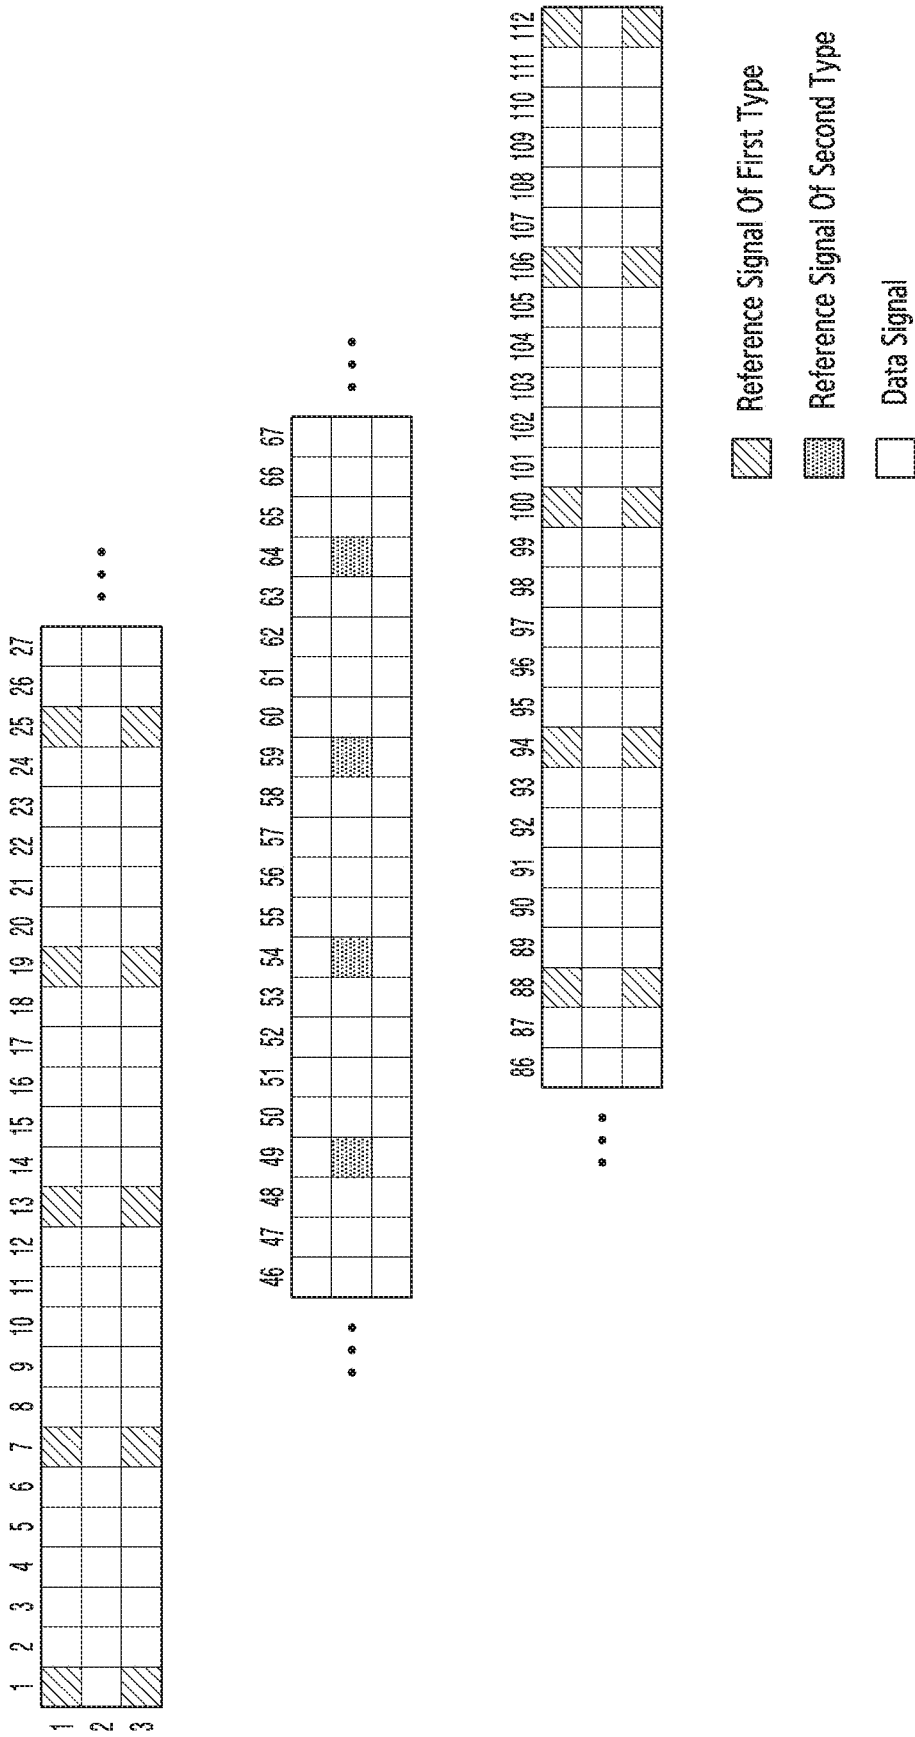 1 2 3 4 5 6 7 8 9 10 11 12 13 14 15 16 17 18 19 20 21 22 23 24 25 26 27
1
2
3
46 47 48 49 50 51 52 53 54 55 56 57 58 59 60 61 62 63 64 65 66 67
86 87 88 89 90 91 92 93 94 95 96 97 98 99 100 101 102 103 104 105 106 107 108 109 110 111 112
Reference Signal Of First Type
Reference Signal Of Second Type
Data Signal